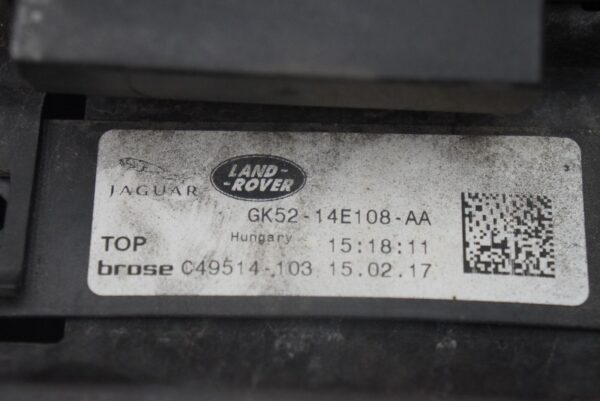 JAGUAR LAND-
-ROVER
GK52-14E108-AA
TOP Hungary 15:18:11
brose C49514-103 15.02.17